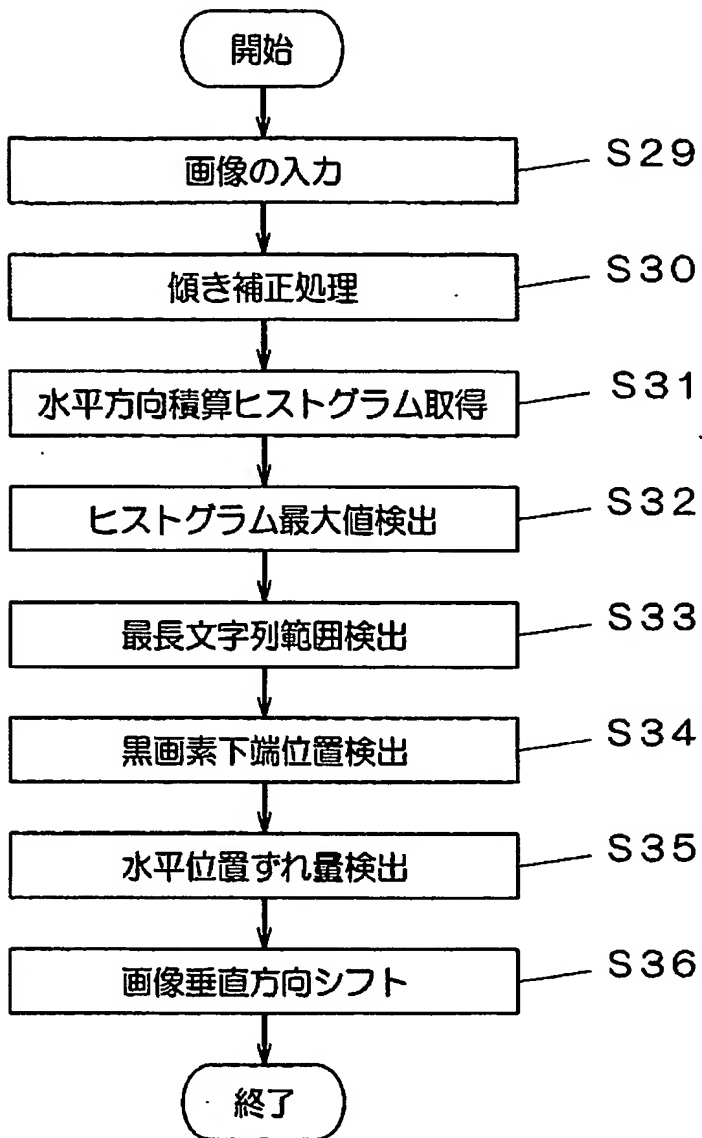 開始
画像の入力 S29
傾き補正処理 S30
水平方向積算ヒストグラム取得 S31
ヒストグラム最大値検出 S32
最長文字列範囲検出 S33
黒画素下端位置検出 S34
水平位置ずれ量検出 S35
画像垂直方向シフト S36
終了